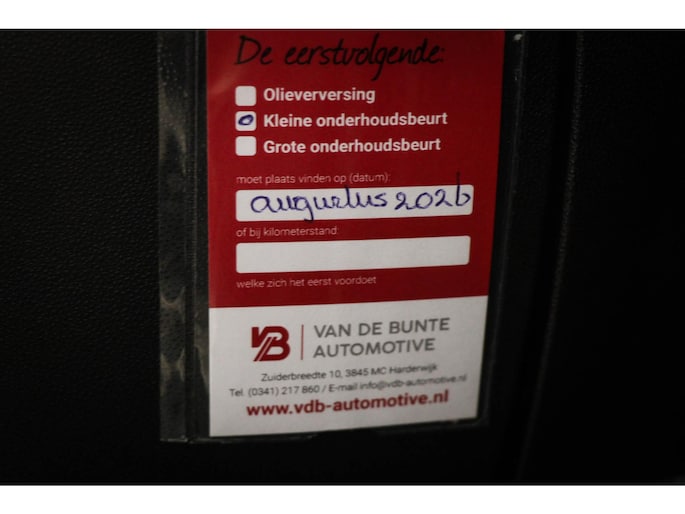 De eerstvolgende:
Olieverversing
Kleine onderhoudsbeurt
Grote onderhoudsbeurt
moet plaats vinden op (datum):
augustus 2026
of bij kilometerstand:
welke zich het eerst voordoet
VB VAN DE BUNTE
AUTOMOTIVE
Zuiderbreedte 10, 3845 MC Harderwijk
Tel. (0341) 217 860 / E-mail info@vdb-automotive.nl
www.vdb-automotive.nl